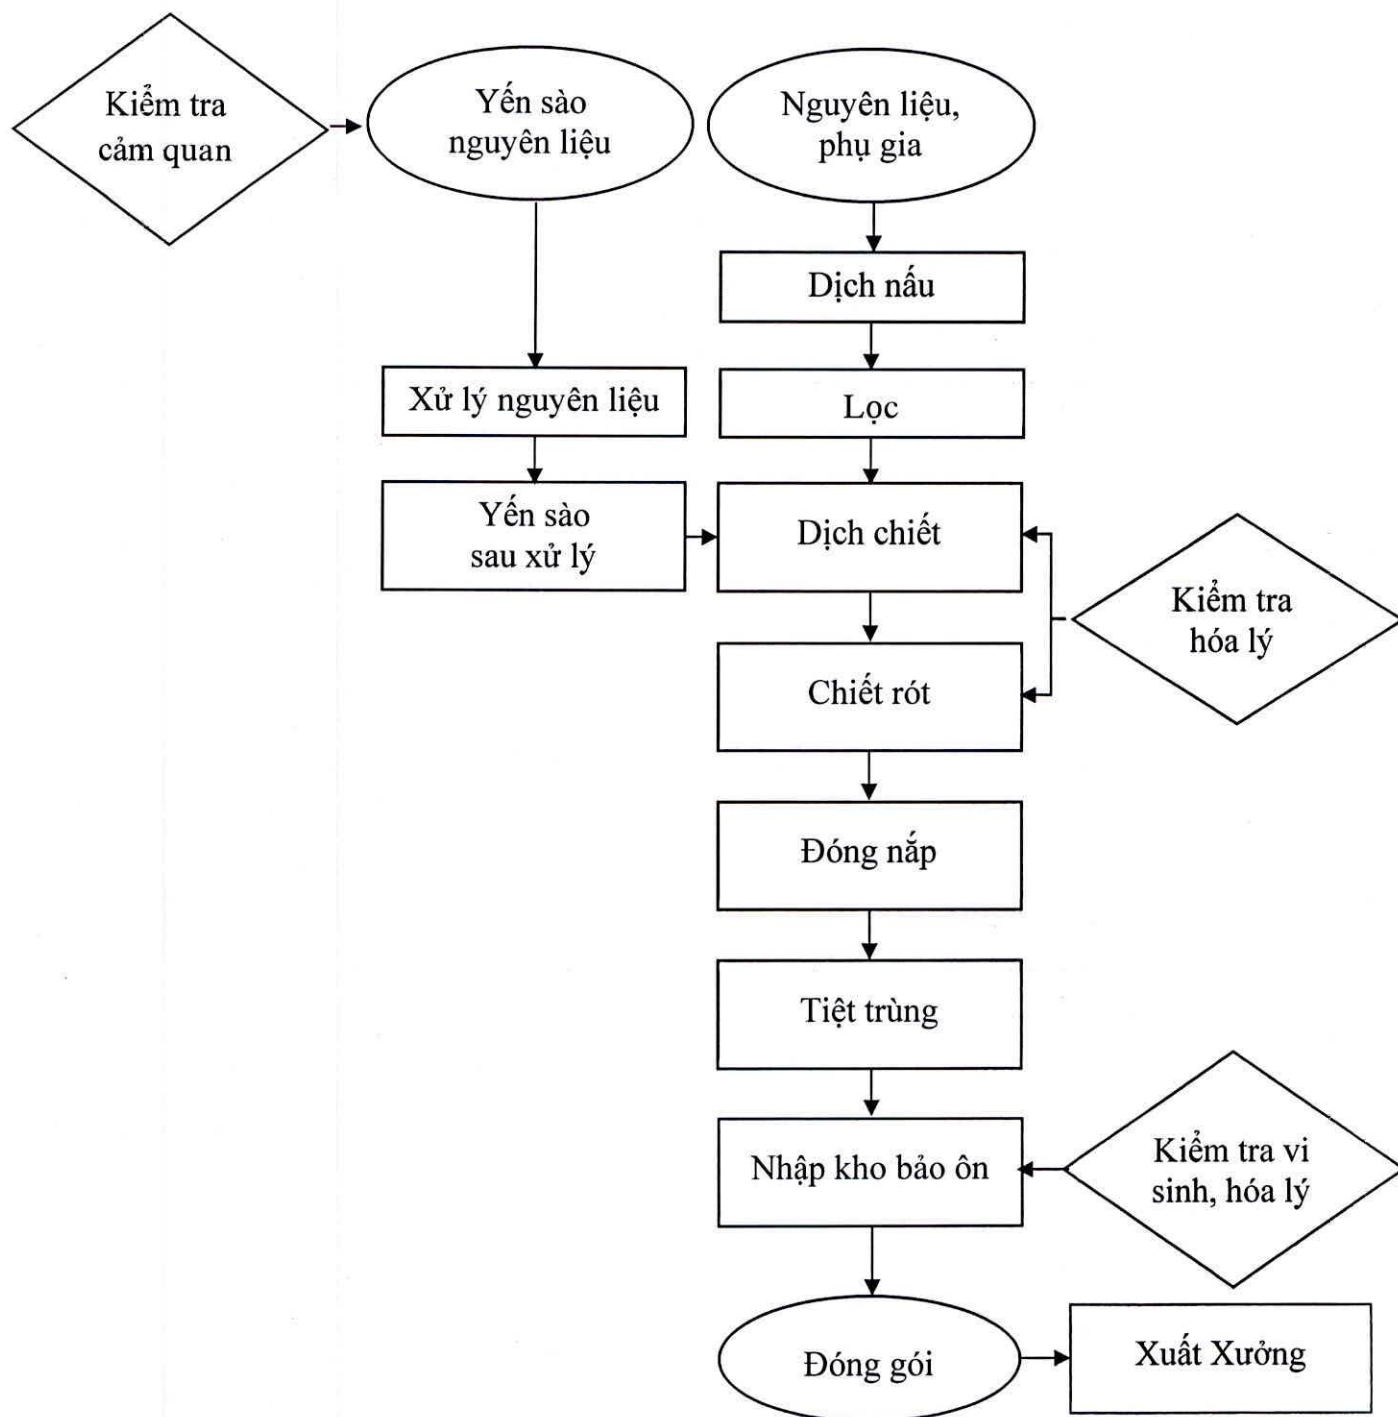 Kiểm tra
cảm quan
Yến sào
nguyên liệu
Nguyên liệu,
phụ gia
Dịch nấu
Xử lý nguyên liệu
Lọc
Yến sào
sau xử lý
Dịch chiết
Kiểm tra
hóa lý
Chiết rót
Đóng nắp
Tiệt trùng
Nhập kho bảo ôn
Kiểm tra vi
sinh, hóa lý
Đóng gói
Xuất Xưởng